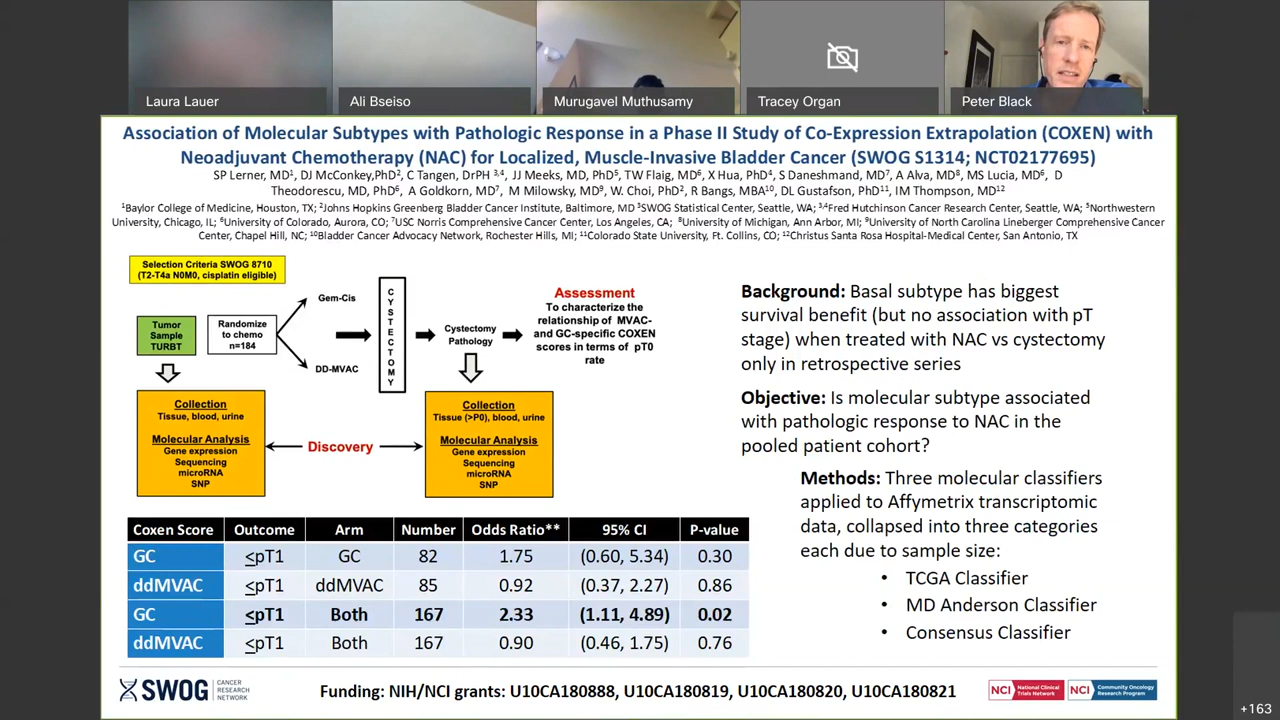 Laura Lauer
Ali Bseiso
Murugavel Muthusamy
Tracey Organ
Peter Black
Association of Molecular Subtypes with Pathologic Response in a Phase II Study of Co-Expression Extrapolation (COXEN) with
Neoadjuvant Chemotherapy (NAC) for Localized, Muscle-Invasive Bladder Cancer (SWOG S1314; NCT02177695)
SP Lerner, MD¹, DJ McConkey,PhD², C Tangen, DrPH ³,⁴, JJ Meeks, MD, PhD⁵, TW Flaig, MD⁶, X Hua, PhD⁴, S Daneshmand, MD⁷, A Alva, MD⁸, MS Lucia, MD⁶, D
Theodorescu, MD, PhD⁶, A Goldkorn, MD⁷, M Milowsky, MD⁹, W. Choi, PhD², R Bangs, MBA¹⁰, DL Gustafson, PhD¹¹, IM Thompson, MD¹²
¹Baylor College of Medicine, Houston, TX; ²Johns Hopkins Greenberg Bladder Cancer Institute, Baltimore, MD ³SWOG Statistical Center, Seattle, WA; ³,⁴Fred Hutchinson Cancer Research Center, Seattle, WA; ⁵Northwestern
University, Chicago, IL; ⁶University of Colorado, Aurora, CO; ⁷USC Norris Comprehensive Cancer Center, Los Angeles, CA; ⁸University of Michigan, Ann Arbor, MI; ⁹University of North Carolina Lineberger Comprehensive Cancer
Center, Chapel Hill, NC; ¹⁰Bladder Cancer Advocacy Network, Rochester Hills, MI; ¹¹Colorado State University, Ft. Collins, CO; ¹²Christus Santa Rosa Hospital-Medical Center, San Antonio, TX
Selection Criteria SWOG 8710
(T2-T4a N0M0, cisplatin eligible)
Tumor
Sample
TURBT
Randomize
to chemo
n=184
Gem-Cis
DD-MVAC
CYSTECTOMY
Cystectomy
Pathology
Assessment
To characterize the
relationship of MVAC-
and GC-specific COXEN
scores in terms of pT0
rate
Collection
Tissue, blood, urine
Molecular Analysis
Gene expression
Sequencing
microRNA
SNP
Discovery
Collection
Tissue (>P0), blood, urine
Molecular Analysis
Gene expression
Sequencing
microRNA
SNP
Background: Basal subtype has biggest
survival benefit (but no association with pT
stage) when treated with NAC vs cystectomy
only in retrospective series
Objective: Is molecular subtype associated
with pathologic response to NAC in the
pooled patient cohort?
Methods: Three molecular classifiers
applied to Affymetrix transcriptomic
data, collapsed into three categories
each due to sample size:
• TCGA Classifier
• MD Anderson Classifier
• Consensus Classifier
Coxen Score Outcome Arm Number Odds Ratio** 95% CI P-value
GC ≤pT1 GC 82 1.75 (0.60, 5.34) 0.30
ddMVAC ≤pT1 ddMVAC 85 0.92 (0.37, 2.27) 0.86
GC ≤pT1 Both 167 2.33 (1.11, 4.89) 0.02
ddMVAC ≤pT1 Both 167 0.90 (0.46, 1.75) 0.76
SWOG CANCER RESEARCH NETWORK
Funding: NIH/NCI grants: U10CA180888, U10CA180819, U10CA180820, U10CA180821
NCI National Clinical Trials Network
NCI Community Oncology Research Program
+163